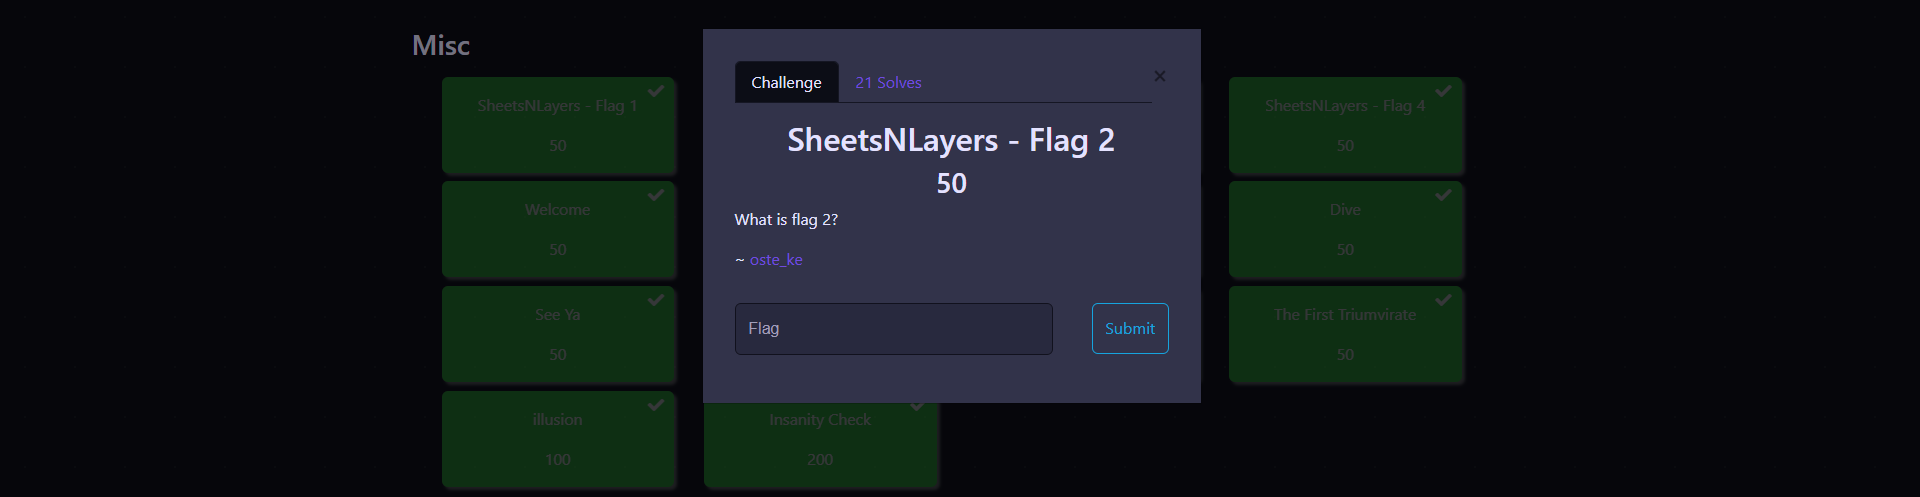 Misc
Challenge
21 Solves
×
SheetsNLayers - Flag 2
50
What is flag 2?
~ oste_ke
Flag
Submit
SheetsNLayers - Flag 1
50
SheetsNLayers - Flag 4
50
Welcome
50
Dive
50
See Ya
50
The First Triumvirate
50
illusion
100
Insanity Check
200